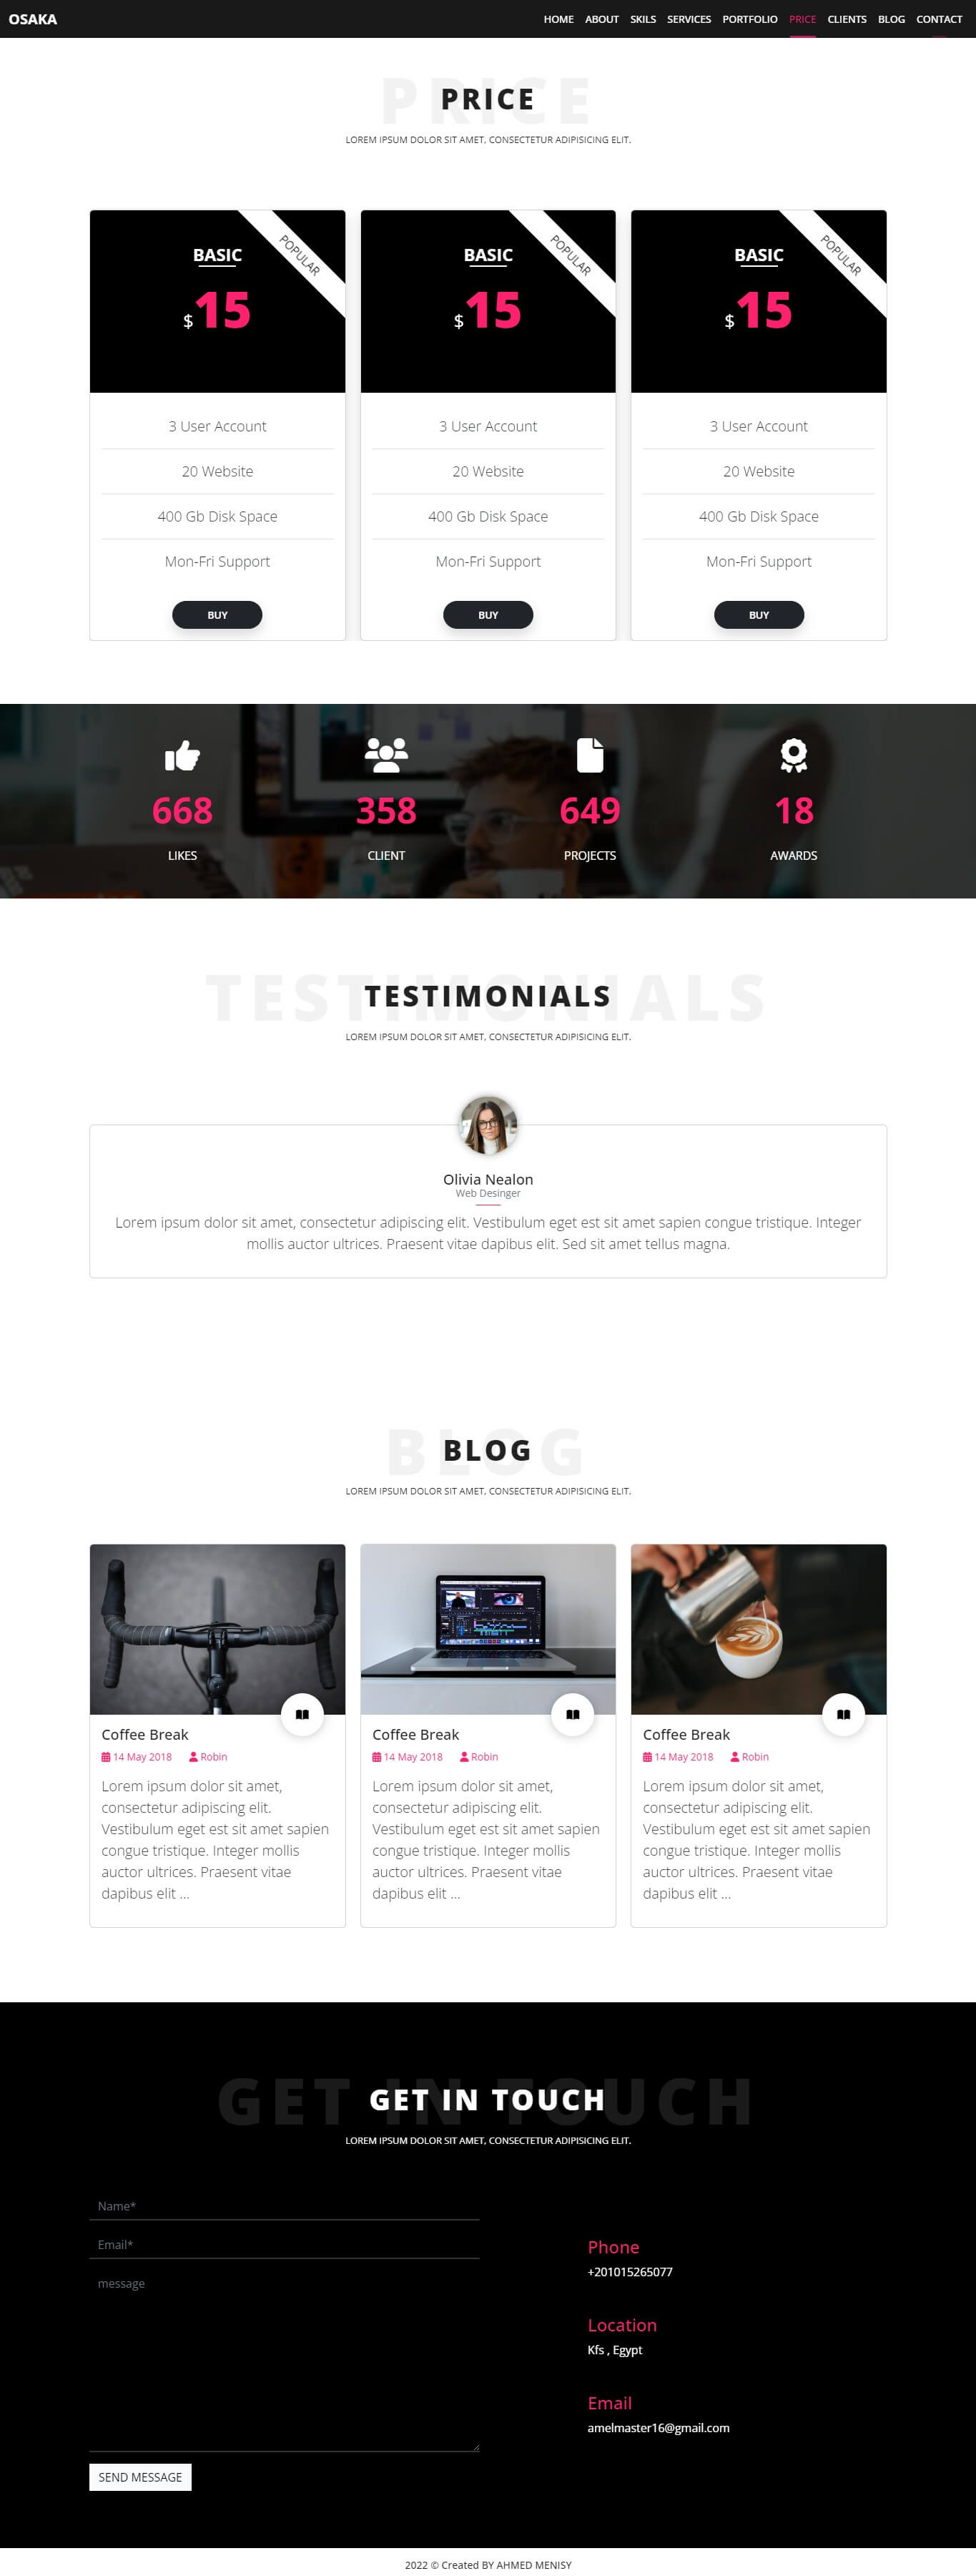 OSAKA
HOME ABOUT SKILS SERVICES PORTFOLIO PRICE CLIENTS BLOG CONTACT
PRICE
PRICE
LOREM IPSUM DOLOR SIT AMET, CONSECTETUR ADIPISICING ELIT.
POPULAR
BASIC
$15
3 User Account
20 Website
400 Gb Disk Space
Mon-Fri Support
BUY
POPULAR
BASIC
$15
3 User Account
20 Website
400 Gb Disk Space
Mon-Fri Support
BUY
POPULAR
BASIC
$15
3 User Account
20 Website
400 Gb Disk Space
Mon-Fri Support
BUY
668
LIKES
358
CLIENT
649
PROJECTS
18
AWARDS
TESTIMONIALS
TESTIMONIALS
LOREM IPSUM DOLOR SIT AMET, CONSECTETUR ADIPISICING ELIT.
Olivia Nealon
Web Desinger
Lorem ipsum dolor sit amet, consectetur adipiscing elit. Vestibulum eget est sit amet sapien congue tristique. Integer
mollis auctor ultrices. Praesent vitae dapibus elit. Sed sit amet tellus magna.
BLOG
BLOG
LOREM IPSUM DOLOR SIT AMET, CONSECTETUR ADIPISICING ELIT.
Coffee Break
14 May 2018 Robin
Lorem ipsum dolor sit amet,
consectetur adipiscing elit.
Vestibulum eget est sit amet sapien
congue tristique. Integer mollis
auctor ultrices. Praesent vitae
dapibus elit ...
Coffee Break
14 May 2018 Robin
Lorem ipsum dolor sit amet,
consectetur adipiscing elit.
Vestibulum eget est sit amet sapien
congue tristique. Integer mollis
auctor ultrices. Praesent vitae
dapibus elit ...
Coffee Break
14 May 2018 Robin
Lorem ipsum dolor sit amet,
consectetur adipiscing elit.
Vestibulum eget est sit amet sapien
congue tristique. Integer mollis
auctor ultrices. Praesent vitae
dapibus elit ...
GET IN TOUCH
GET IN TOUCH
LOREM IPSUM DOLOR SIT AMET, CONSECTETUR ADIPISICING ELIT.
Name*
Email*
message
SEND MESSAGE
Phone
+201015265077
Location
Kfs , Egypt
Email
amelmaster16@gmail.com
2022 © Created BY AHMED MENISY